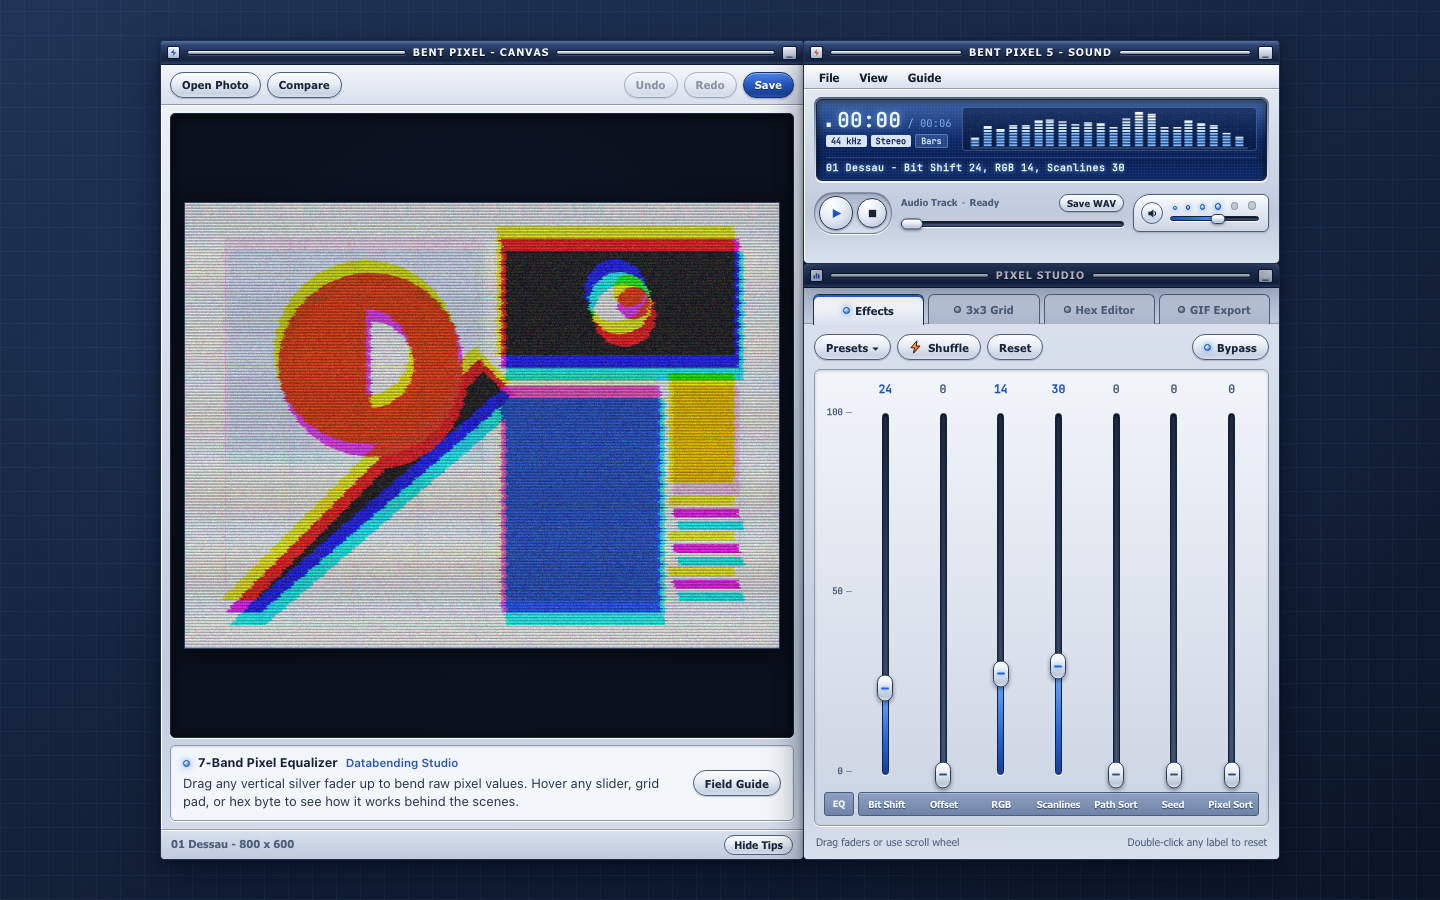 BENT PIXEL - CANVAS
Open Photo
Compare
Undo
Redo
Save
7-Band Pixel Equalizer Databending Studio
Drag any vertical silver fader up to bend raw pixel values. Hover any slider, grid
pad, or hex byte to see how it works behind the scenes.
Field Guide
01 Dessau - 800 x 600
Hide Tips
BENT PIXEL 5 - SOUND
File
View
Guide
00:00 / 00:06
44 kHz
Stereo
Bars
01 Dessau - Bit Shift 24, RGB 14, Scanlines 30
Audio Track - Ready
Save WAV
PIXEL STUDIO
Effects
3x3 Grid
Hex Editor
GIF Export
Presets
Shuffle
Reset
Bypass
24
0
14
30
0
0
0
100
50
0
EQ
Bit Shift
Offset
RGB
Scanlines
Path Sort
Seed
Pixel Sort
Drag faders or use scroll wheel
Double-click any label to reset